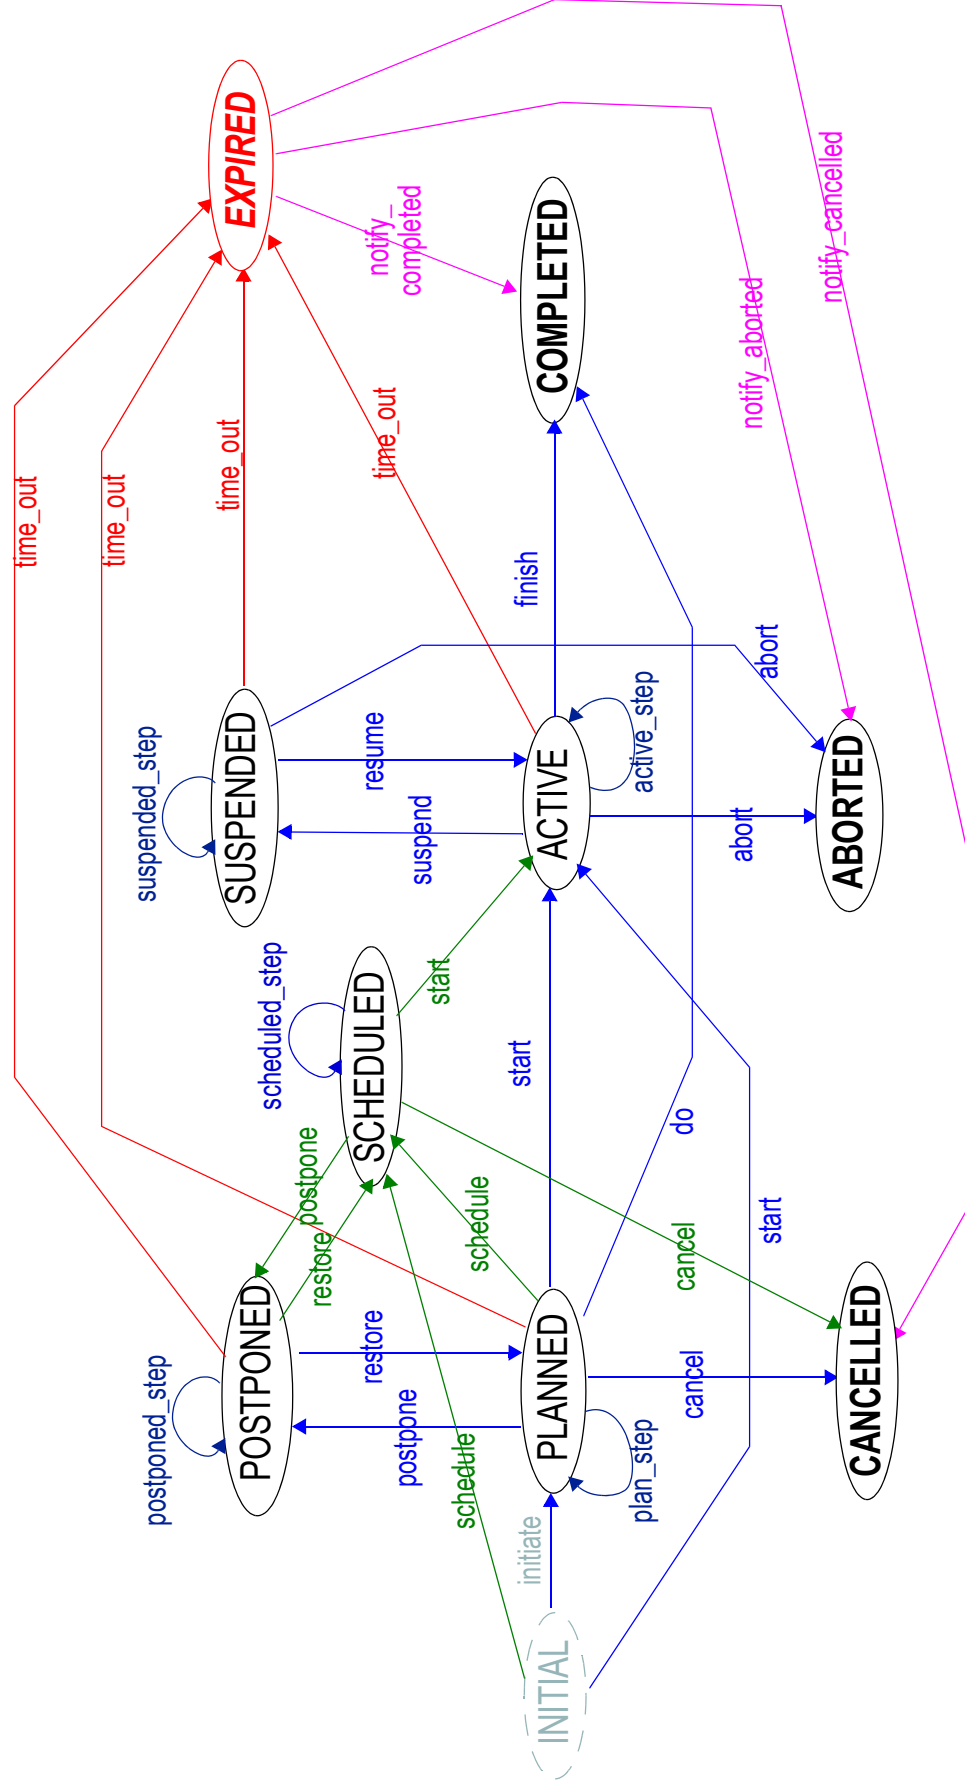 time_out
time_out
EXPIRED
suspended_step
time_out
postponed_step
SUSPENDED
scheduled_step
time_out
notify_
completed
POSTPONED
postpone
restore
SCHEDULED
resume
suspend
start
restore
postpone
schedule
schedule
initiate
INITIAL
PLANNED
start
ACTIVE
finish
COMPLETED
plan_step
active_step
do
cancel
cancel
abort
abort
start
notify_aborted
notify_cancelled
CANCELLED
ABORTED